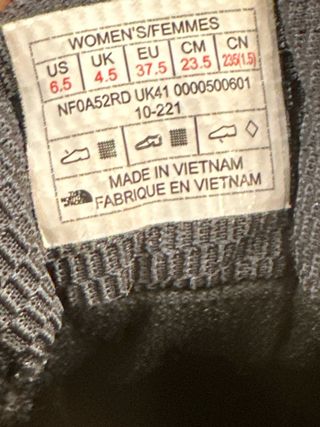 WOMEN'S/FEMMES
US UK EU CM CN
6.5 4.5 37.5 23.5 235(1.5)
NF0A52RD UK41 0000500601
10-221
MADE IN VIETNAM
FABRIQUE EN VIETNAM